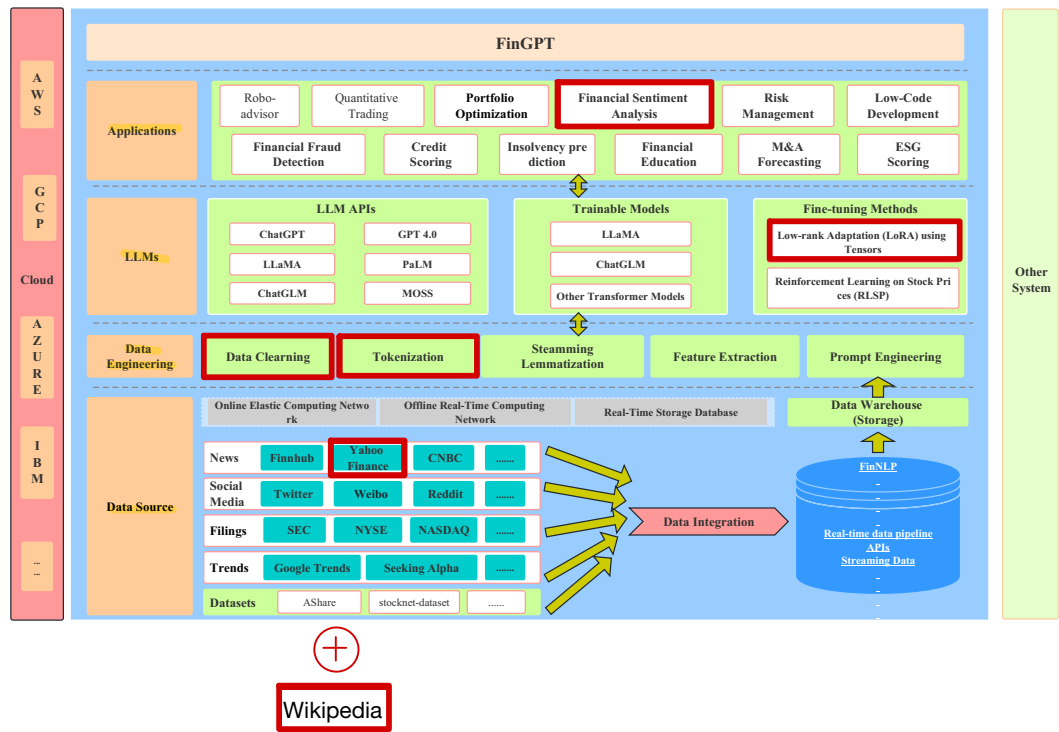 FinGPT
A
W
S
G
C
P
Cloud
A
Z
U
R
E
I
B
M
...
...
Applications
Robo-
advisor
Quantitative
Trading
Portfolio
Optimization
Financial Sentiment
Analysis
Risk
Management
Low-Code
Development
Financial Fraud
Detection
Credit
Scoring
Insolvency pre
diction
Financial
Education
M&A
Forecasting
ESG
Scoring
LLMs
LLM APIs
ChatGPT
GPT 4.0
LLaMA
PaLM
ChatGLM
MOSS
Trainable Models
LLaMA
ChatGLM
Other Transformer Models
Fine-tuning Methods
Low-rank Adaptation (LoRA) using
Tensors
Reinforcement Learning on Stock Pri
ces (RLSP)
Data
Engineering
Data Clearning
Tokenization
Steamming
Lemmatization
Feature Extraction
Prompt Engineering
Data Source
Online Elastic Computing Netwo
rk
Offline Real-Time Computing
Network
Real-Time Storage Database
Data Warehouse
(Storage)
News
Finnhub
Yahoo
Finance
CNBC
.......
Social
Media
Twitter
Weibo
Reddit
.......
Filings
SEC
NYSE
NASDAQ
.......
Trends
Google Trends
Seeking Alpha
.......
Datasets
AShare
stocknet-dataset
......
Data Integration
FinNLP
Real-time data pipeline
APIs
Streaming Data
Other
System
Wikipedia